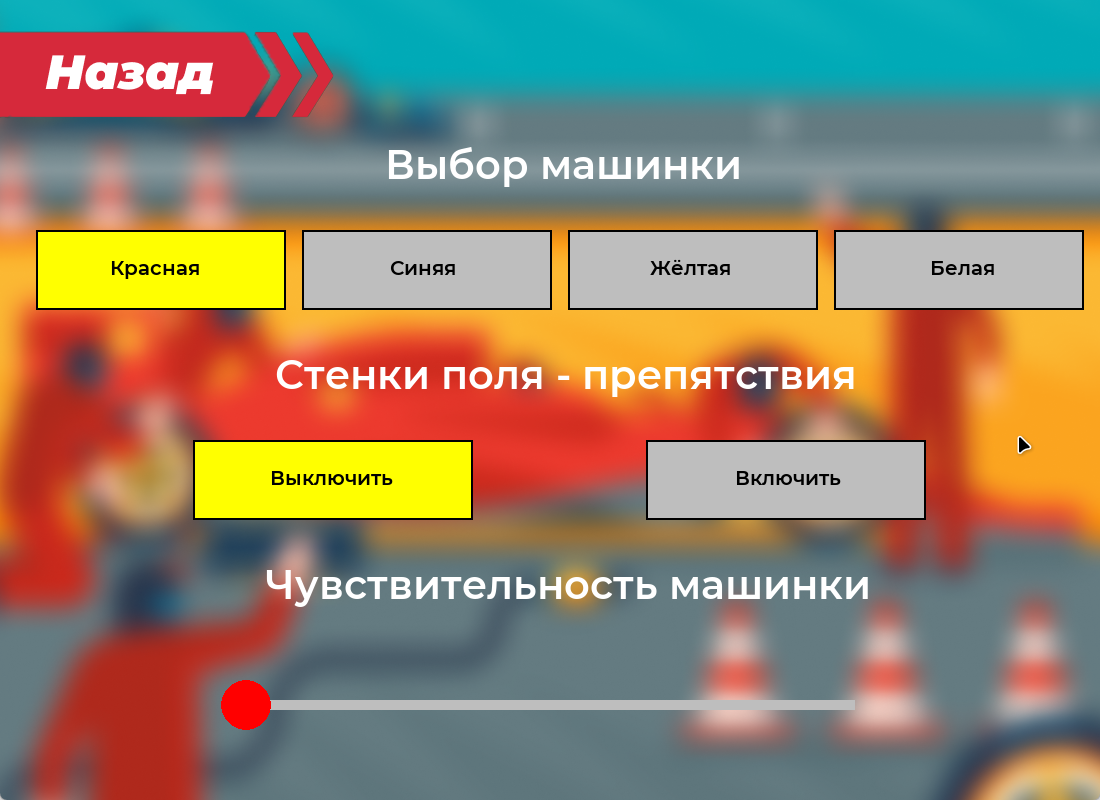 Назад
Выбор машинки
Красная
Синяя
Жёлтая
Белая
Стенки поля - препятствия
Выключить
Включить
Чувствительность машинки